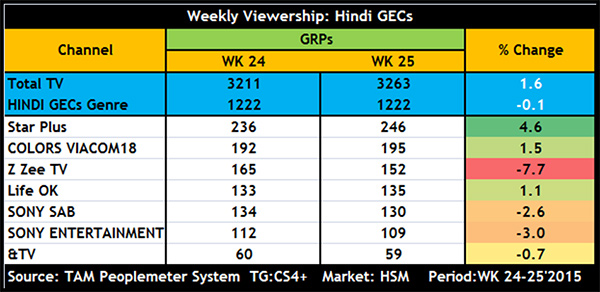 Weekly Viewership: Hindi GECs
Channel GRPs % Change
WK 24 WK 25
Total TV 3211 3263 1.6
HINDI GECs Genre 1222 1222 -0.1
Star Plus 236 246 4.6
COLORS VIACOM18 192 195 1.5
Z Zee TV 165 152 -7.7
Life OK 133 135 1.1
SONY SAB 134 130 -2.6
SONY ENTERTAINMENT 112 109 -3.0
&TV 60 59 -0.7
Source: TAM Peoplemeter System TG:CS4+ Market: HSM Period:WK 24-25'2015